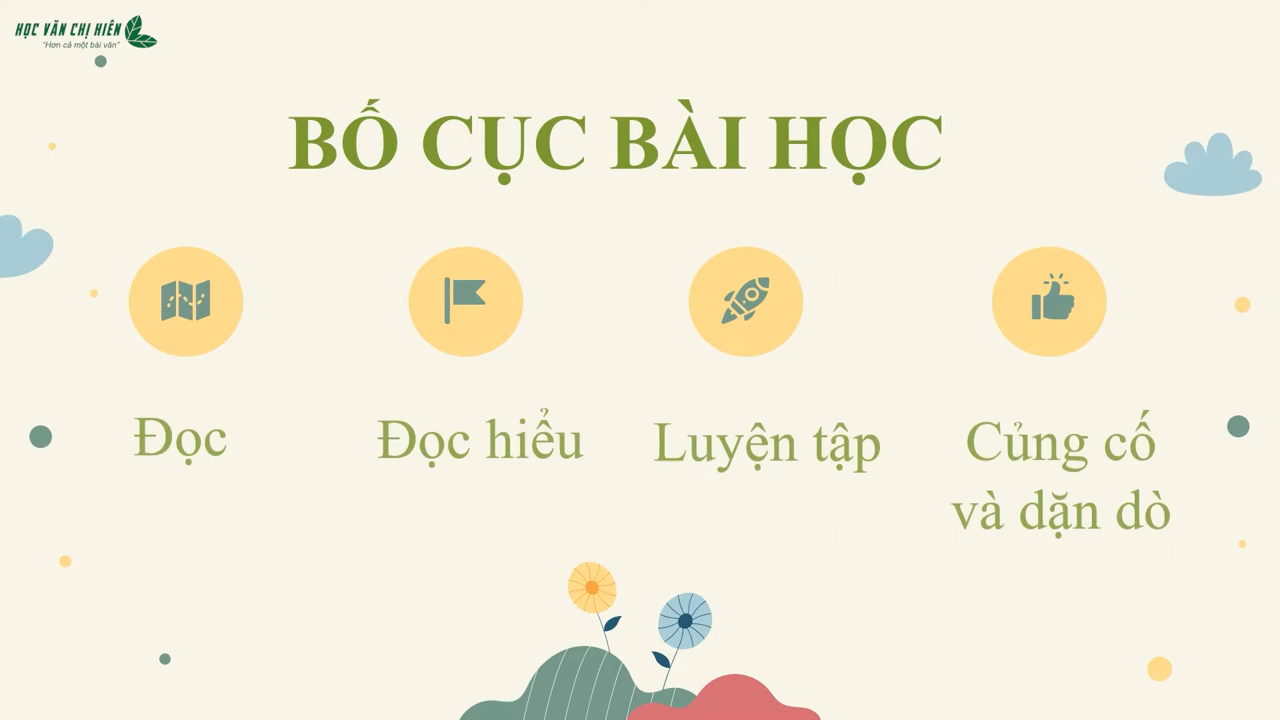 HỌC VĂN CHỊ HIÊN
"Hơn cả một bài văn"
BỐ CỤC BÀI HỌC
Đọc
Đọc hiểu
Luyện tập
Củng cố
và dặn dò